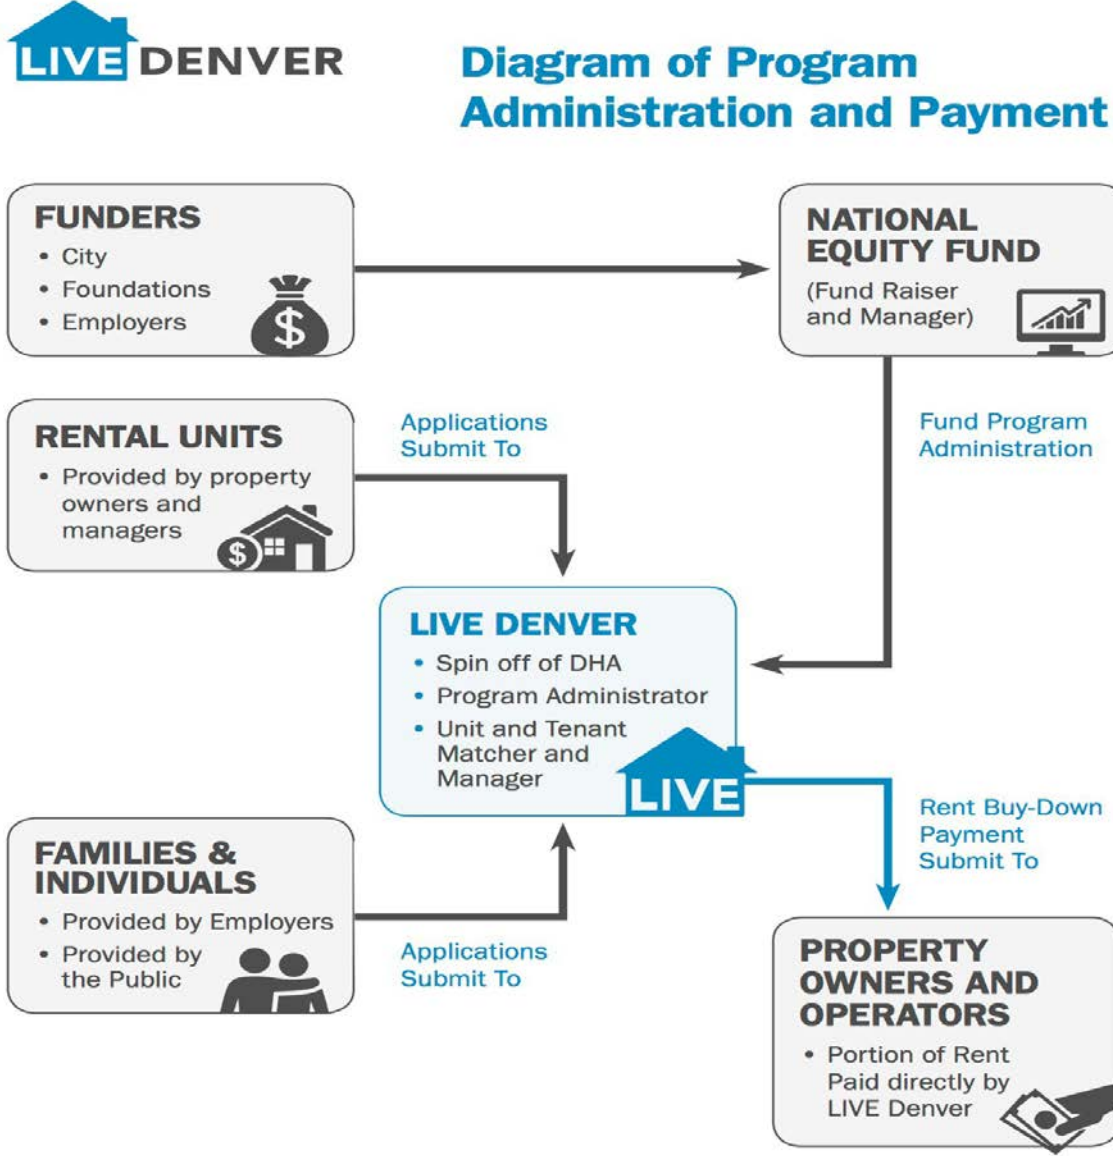 LIVE DENVER
Diagram of Program
Administration and Payment
FUNDERS
• City
• Foundations
• Employers
$
NATIONAL
EQUITY FUND
(Fund Raiser
and Manager)
RENTAL UNITS
• Provided by property
owners and
managers
$
Applications
Submit To
Fund Program
Administration
LIVE DENVER
• Spin off of DHA
• Program Administrator
• Unit and Tenant
Matcher and
Manager
LIVE
Rent Buy-Down
Payment
Submit To
FAMILIES &
INDIVIDUALS
• Provided by Employers
• Provided by
the Public
Applications
Submit To
PROPERTY
OWNERS AND
OPERATORS
• Portion of Rent
Paid directly by
LIVE Denver